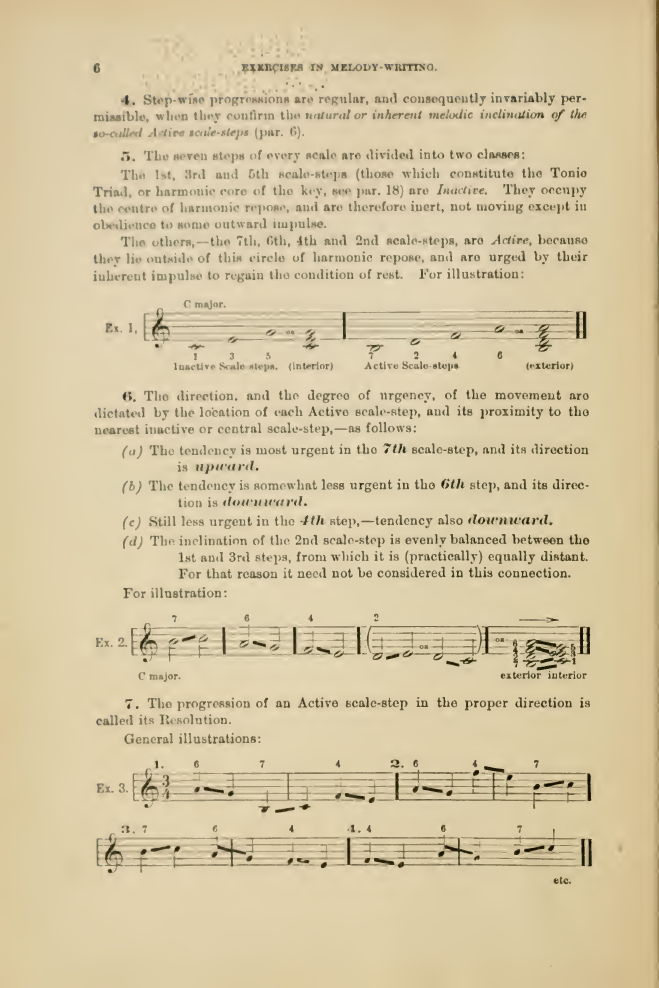 6
EXERCISES IN MELODY-WRITING.
4. Step-wise progressions are regular, and consequently invariably per-
missible, when they confirm the natural or inherent melodic inclination of the
so-called Active scale-steps (par. 6).
5. The seven steps of every scale are divided into two classes:
The 1st, 3rd and 5th scale-steps (those which constitute the Tonic
Triad, or harmonic core of the key, see par. 18) are Inactive. They occupy
the centre of harmonic repose, and are therefore inert, not moving except in
obedience to some outward impulse.
The others,—the 7th, 6th, 4th and 2nd scale-steps, are Active, because
they lie outside of this circle of harmonic repose, and are urged by their
inherent impulse to regain the condition of rest. For illustration:
C major.
Ex. 1,
or or
1 3 5 7 2 4 6
Inactive Scale-steps. (interior) Active Scale-steps (exterior)
6. The direction, and the degree of urgency, of the movement are
dictated by the location of each Active scale-step, and its proximity to the
nearest inactive or central scale-step,—as follows:
(a) The tendency is most urgent in the 7th scale-step, and its direction
is upward.
(b) The tendency is somewhat less urgent in the 6th step, and its direc-
tion is downward.
(c) Still less urgent in the 4th step,—tendency also downward.
(d) The inclination of the 2nd scale-step is evenly balanced between the
1st and 3rd steps, from which it is (practically) equally distant.
For that reason it need not be considered in this connection.
For illustration:
7 6 4 2
Ex. 2.
or or
C major. exterior interior
7. The progression of an Active scale-step in the proper direction is
called its Resolution.
General illustrations:
1. 6 7 4 2. 6 4 7
Ex. 3.
3
4
3. 7 6 4 4. 4 6 7
etc.